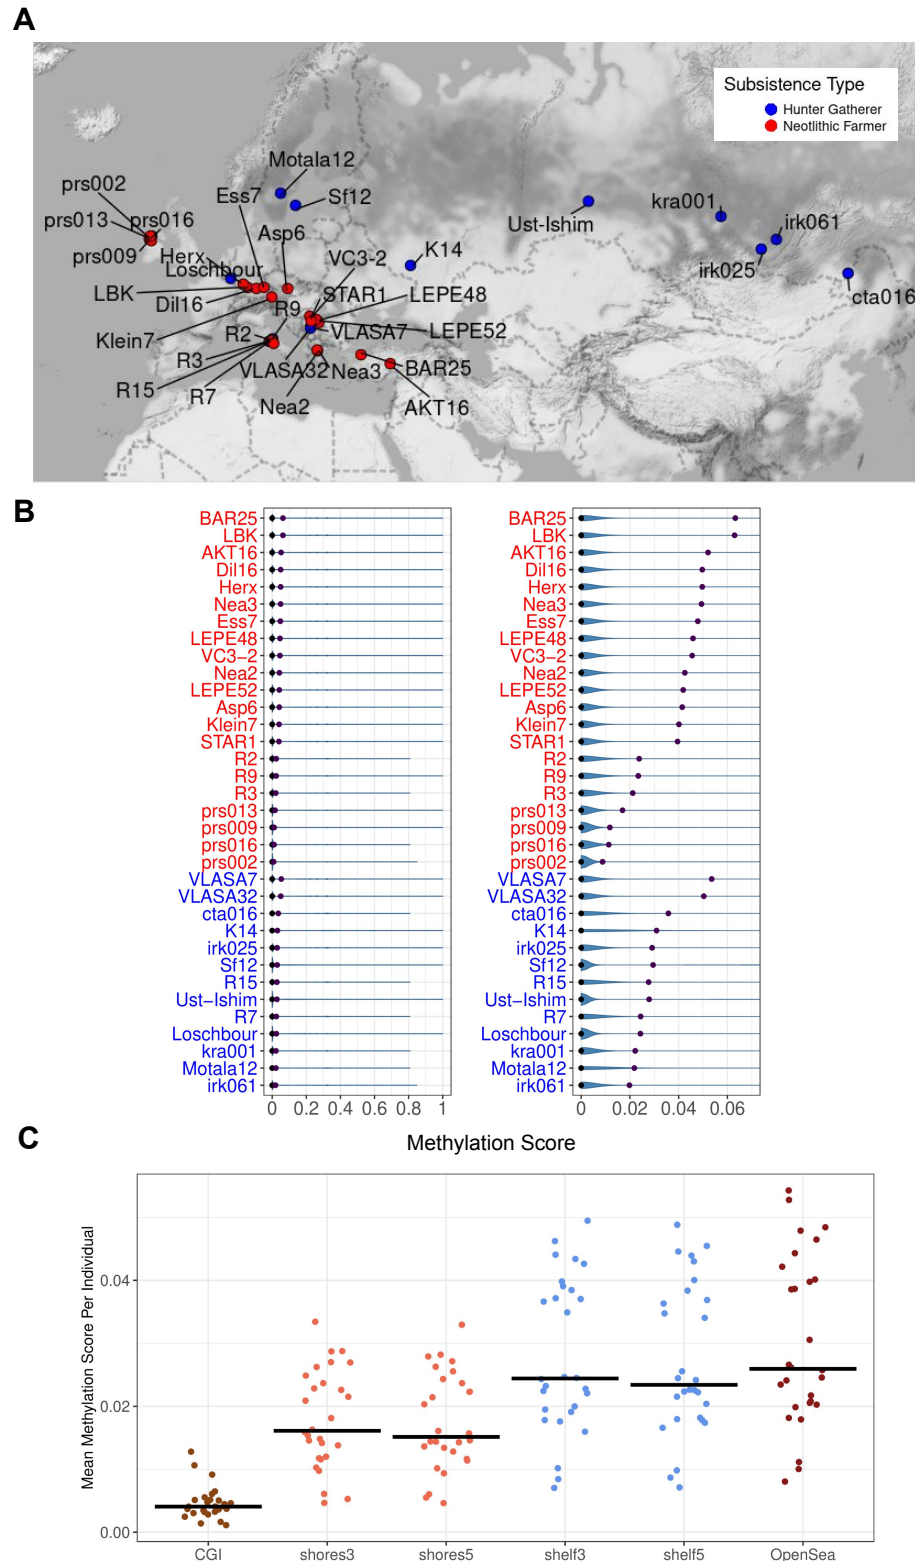 A
Subsistence Type
Hunter Gatherer
Neotlithic Farmer
Motala12
prs002
Ess7
Sf12
kra001
prs013
prs016
Ust-Ishim
irk061
Asp6
prs009
Herx
VC3-2
K14
Loschbour
irk025
LBK
STAR1
LEPE48
cta016
Dil16
R9
Klein7
R2
VLASA7
LEPE52
R3
VLASA32
Nea3
BAR25
R15
R7
Nea2
AKT16
B
BAR25 BAR25
LBK LBK
AKT16 AKT16
Dil16 Dil16
Herx Herx
Nea3 Nea3
Ess7 Ess7
LEPE48 LEPE48
VC3−2 VC3−2
Nea2 Nea2
LEPE52 LEPE52
Asp6 Asp6
Klein7 Klein7
STAR1 STAR1
R2 R2
R9 R9
R3 R3
prs013 prs013
prs009 prs009
prs016 prs016
prs002 prs002
VLASA7 VLASA7
VLASA32 VLASA32
cta016 cta016
K14 K14
irk025 irk025
Sf12 Sf12
R15 R15
Ust−Ishim Ust−Ishim
R7 R7
Loschbour Loschbour
kra001 kra001
Motala12 Motala12
irk061 irk061
0 0.2 0.4 0.6 0.8 1 0 0.02 0.04 0.06
Methylation Score
C
Mean Methylation Score Per Individual
0.04
0.02
0.00
CGI shores3 shores5 shelf3 shelf5 OpenSea